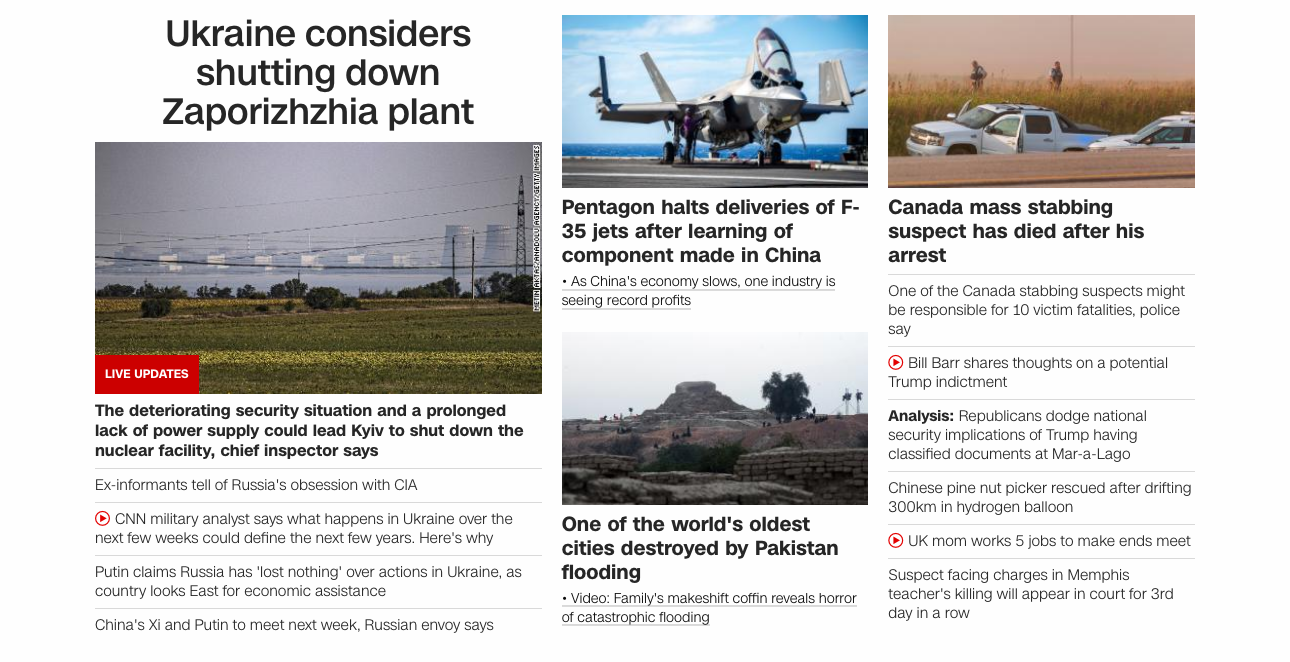 Ukraine considers
shutting down
Zaporizhzhia plant
METIN AKTAS/ANADOLU AGENCY/GETTY IMAGES
LIVE UPDATES
The deteriorating security situation and a prolonged
lack of power supply could lead Kyiv to shut down the
nuclear facility, chief inspector says
Ex-informants tell of Russia's obsession with CIA
CNN military analyst says what happens in Ukraine over the
next few weeks could define the next few years. Here's why
Putin claims Russia has 'lost nothing' over actions in Ukraine, as
country looks East for economic assistance
China's Xi and Putin to meet next week, Russian envoy says
Pentagon halts deliveries of F-
35 jets after learning of
component made in China
• As China's economy slows, one industry is
seeing record profits
One of the world's oldest
cities destroyed by Pakistan
flooding
• Video: Family's makeshift coffin reveals horror
of catastrophic flooding
Canada mass stabbing
suspect has died after his
arrest
One of the Canada stabbing suspects might
be responsible for 10 victim fatalities, police
say
Bill Barr shares thoughts on a potential
Trump indictment
Analysis: Republicans dodge national
security implications of Trump having
classified documents at Mar-a-Lago
Chinese pine nut picker rescued after drifting
300km in hydrogen balloon
UK mom works 5 jobs to make ends meet
Suspect facing charges in Memphis
teacher's killing will appear in court for 3rd
day in a row